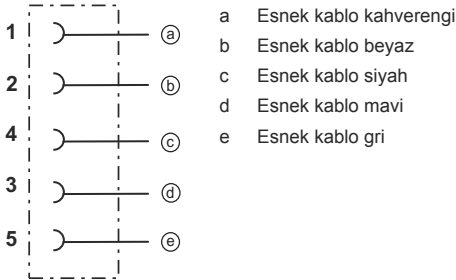 1 a
2 b
4 c
3 d
5 e
a Esnek kablo kahverengi
b Esnek kablo beyaz
c Esnek kablo siyah
d Esnek kablo mavi
e Esnek kablo gri